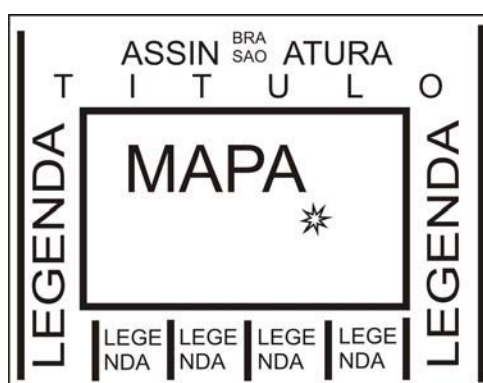 ASSIN BRA SAO ATURA
T I T U L O
LEGENDA
MAPA
LEGENDA
LEGE NDA
LEGE NDA
LEGE NDA
LEGE NDA